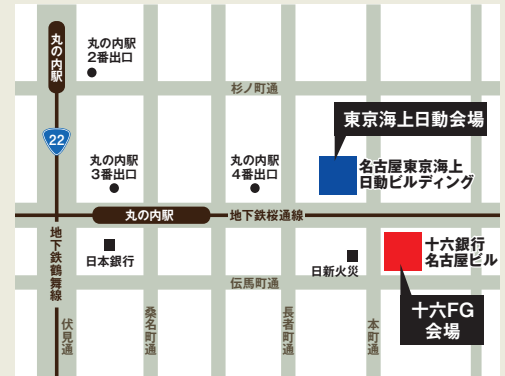 丸の内駅
丸の内駅
2番出口
杉ノ町通
東京海上日動会場
22
丸の内駅
3番出口
丸の内駅
4番出口
名古屋東京海上
日動ビルディング
丸の内駅
地下鉄桜通線
地下鉄鶴舞線
日本銀行
日新火災
十六銀行
名古屋ビル
伝馬町通
十六FG
会場
伏見通
桑名町通
長者町通
本町通